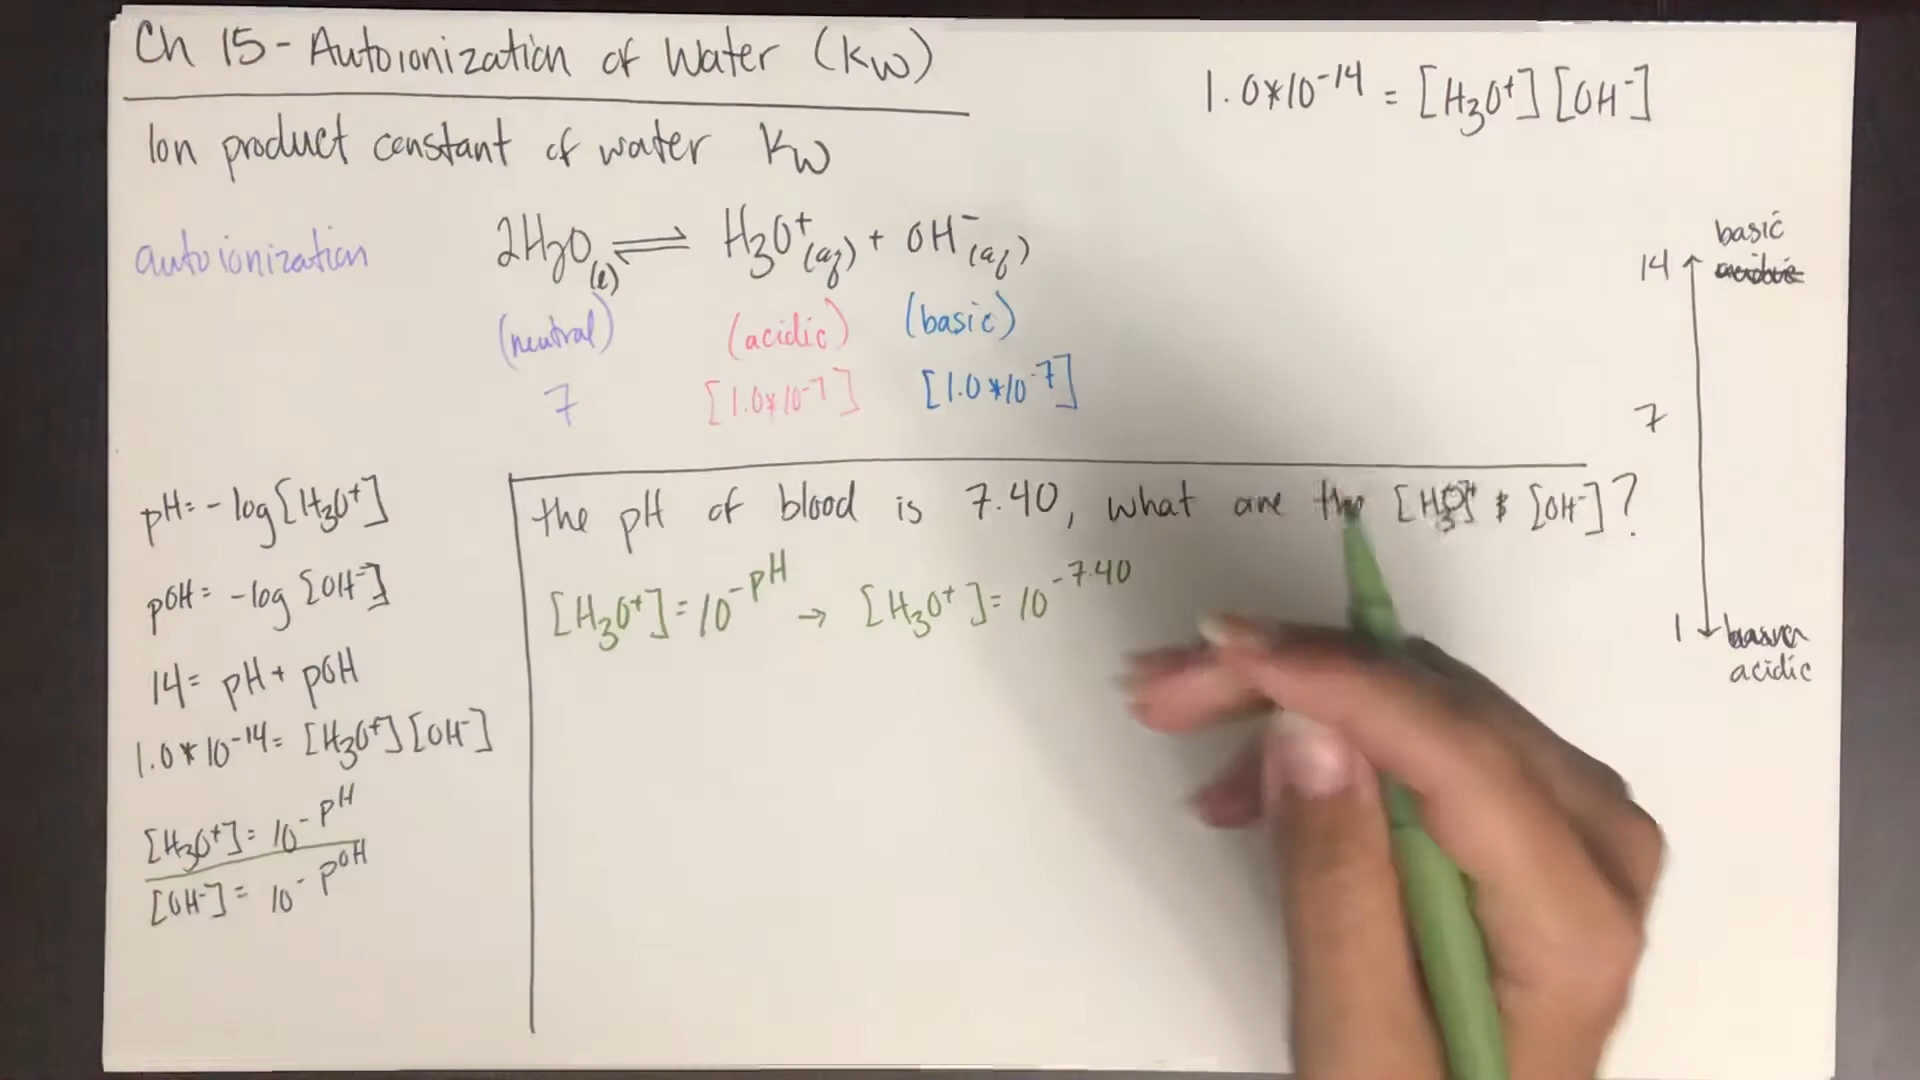 Ch 15 - Autoionization of Water (Kw)
Ion product constant of water Kw
1.0*10⁻¹⁴ = [H₃O⁺][OH⁻]
autoionization 2H₂O(l) ⇌ H₃O⁺(aq) + OH⁻(aq)
(neutral) (acidic) (basic)
7 [1.0*10⁻⁷] [1.0*10⁻⁷]
basic
14
7
1
acidic
pH = -log[H₃O⁺]
pOH = -log[OH⁻]
14 = pH + pOH
1.0*10⁻¹⁴ = [H₃O⁺][OH⁻]
[H₃O⁺] = 10⁻ᵖᴴ
[OH⁻] = 10⁻ᵖᴼᴴ
the pH of blood is 7.40, what are the [H₃O⁺] & [OH⁻]?
[H₃O⁺] = 10⁻ᵖᴴ → [H₃O⁺] = 10⁻⁷·⁴⁰